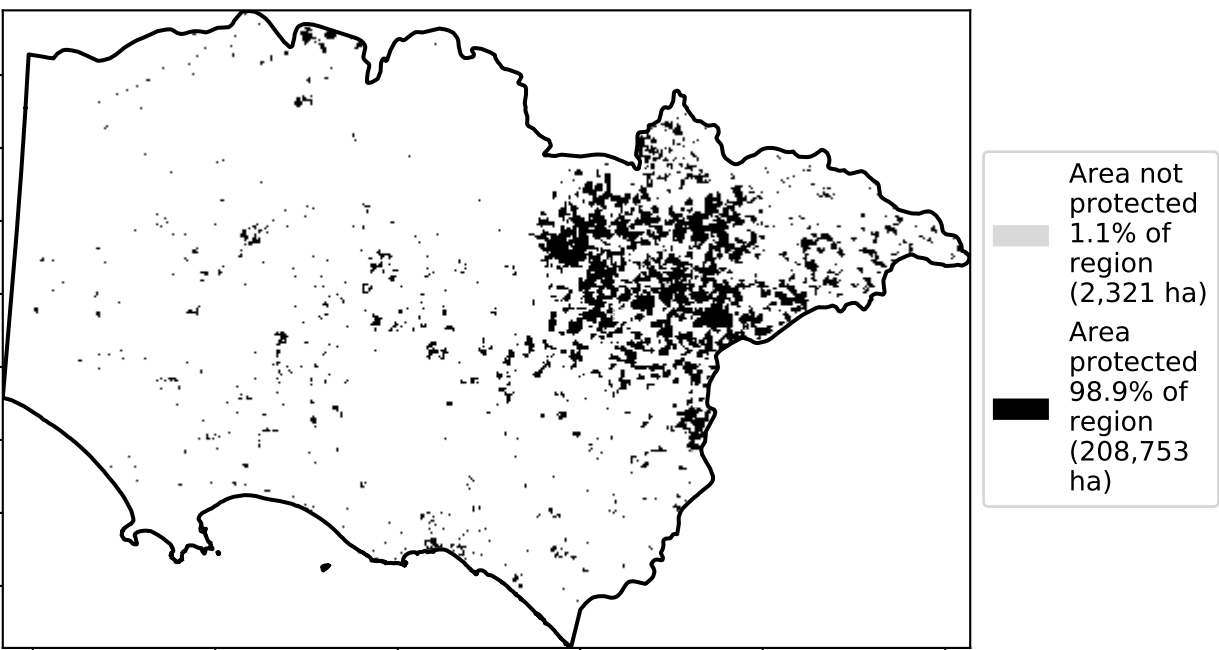 Area not
protected
1.1% of
region
(2,321 ha)
Area
protected
98.9% of
region
(208,753
ha)